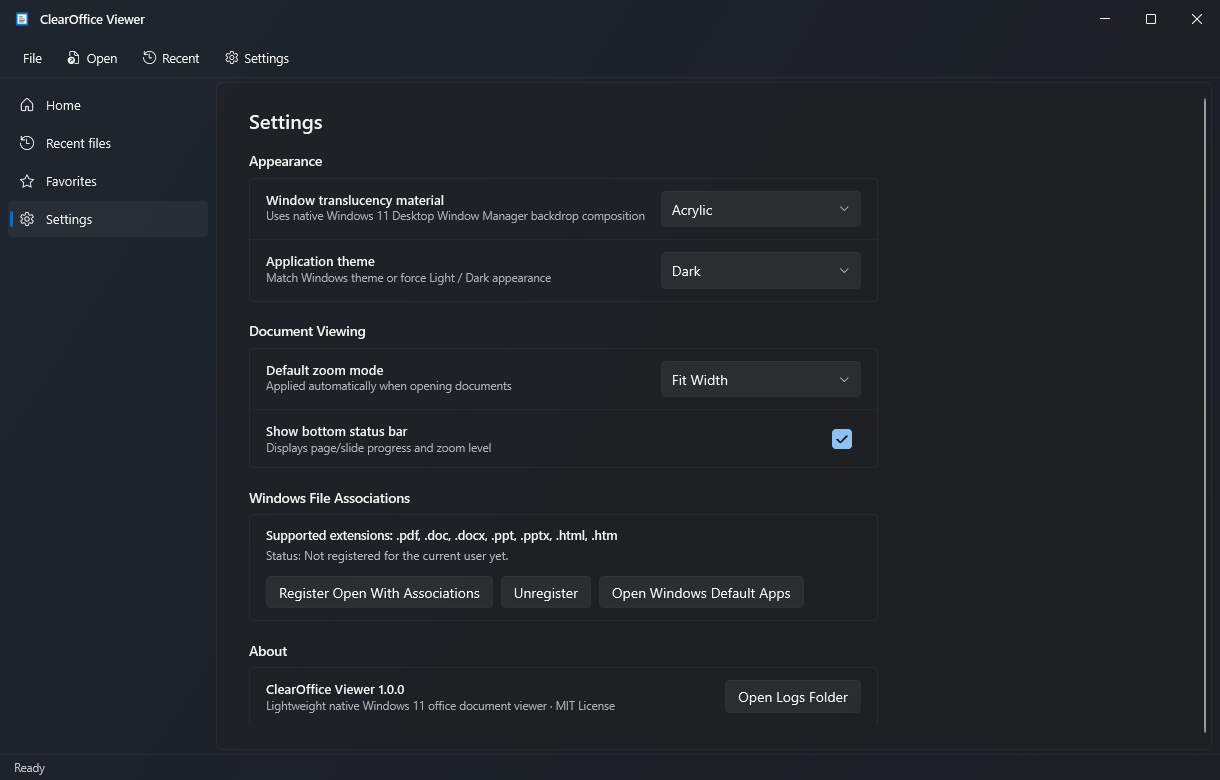 ClearOffice Viewer
File Open Recent Settings
Home
Recent files
Favorites
Settings
Settings
Appearance
Window translucency material
Uses native Windows 11 Desktop Window Manager backdrop composition
Acrylic
Application theme
Match Windows theme or force Light / Dark appearance
Dark
Document Viewing
Default zoom mode
Applied automatically when opening documents
Fit Width
Show bottom status bar
Displays page/slide progress and zoom level
Windows File Associations
Supported extensions: .pdf, .doc, .docx, .ppt, .pptx, .html, .htm
Status: Not registered for the current user yet.
Register Open With Associations Unregister Open Windows Default Apps
About
ClearOffice Viewer 1.0.0
Lightweight native Windows 11 office document viewer · MIT License
Open Logs Folder
Ready